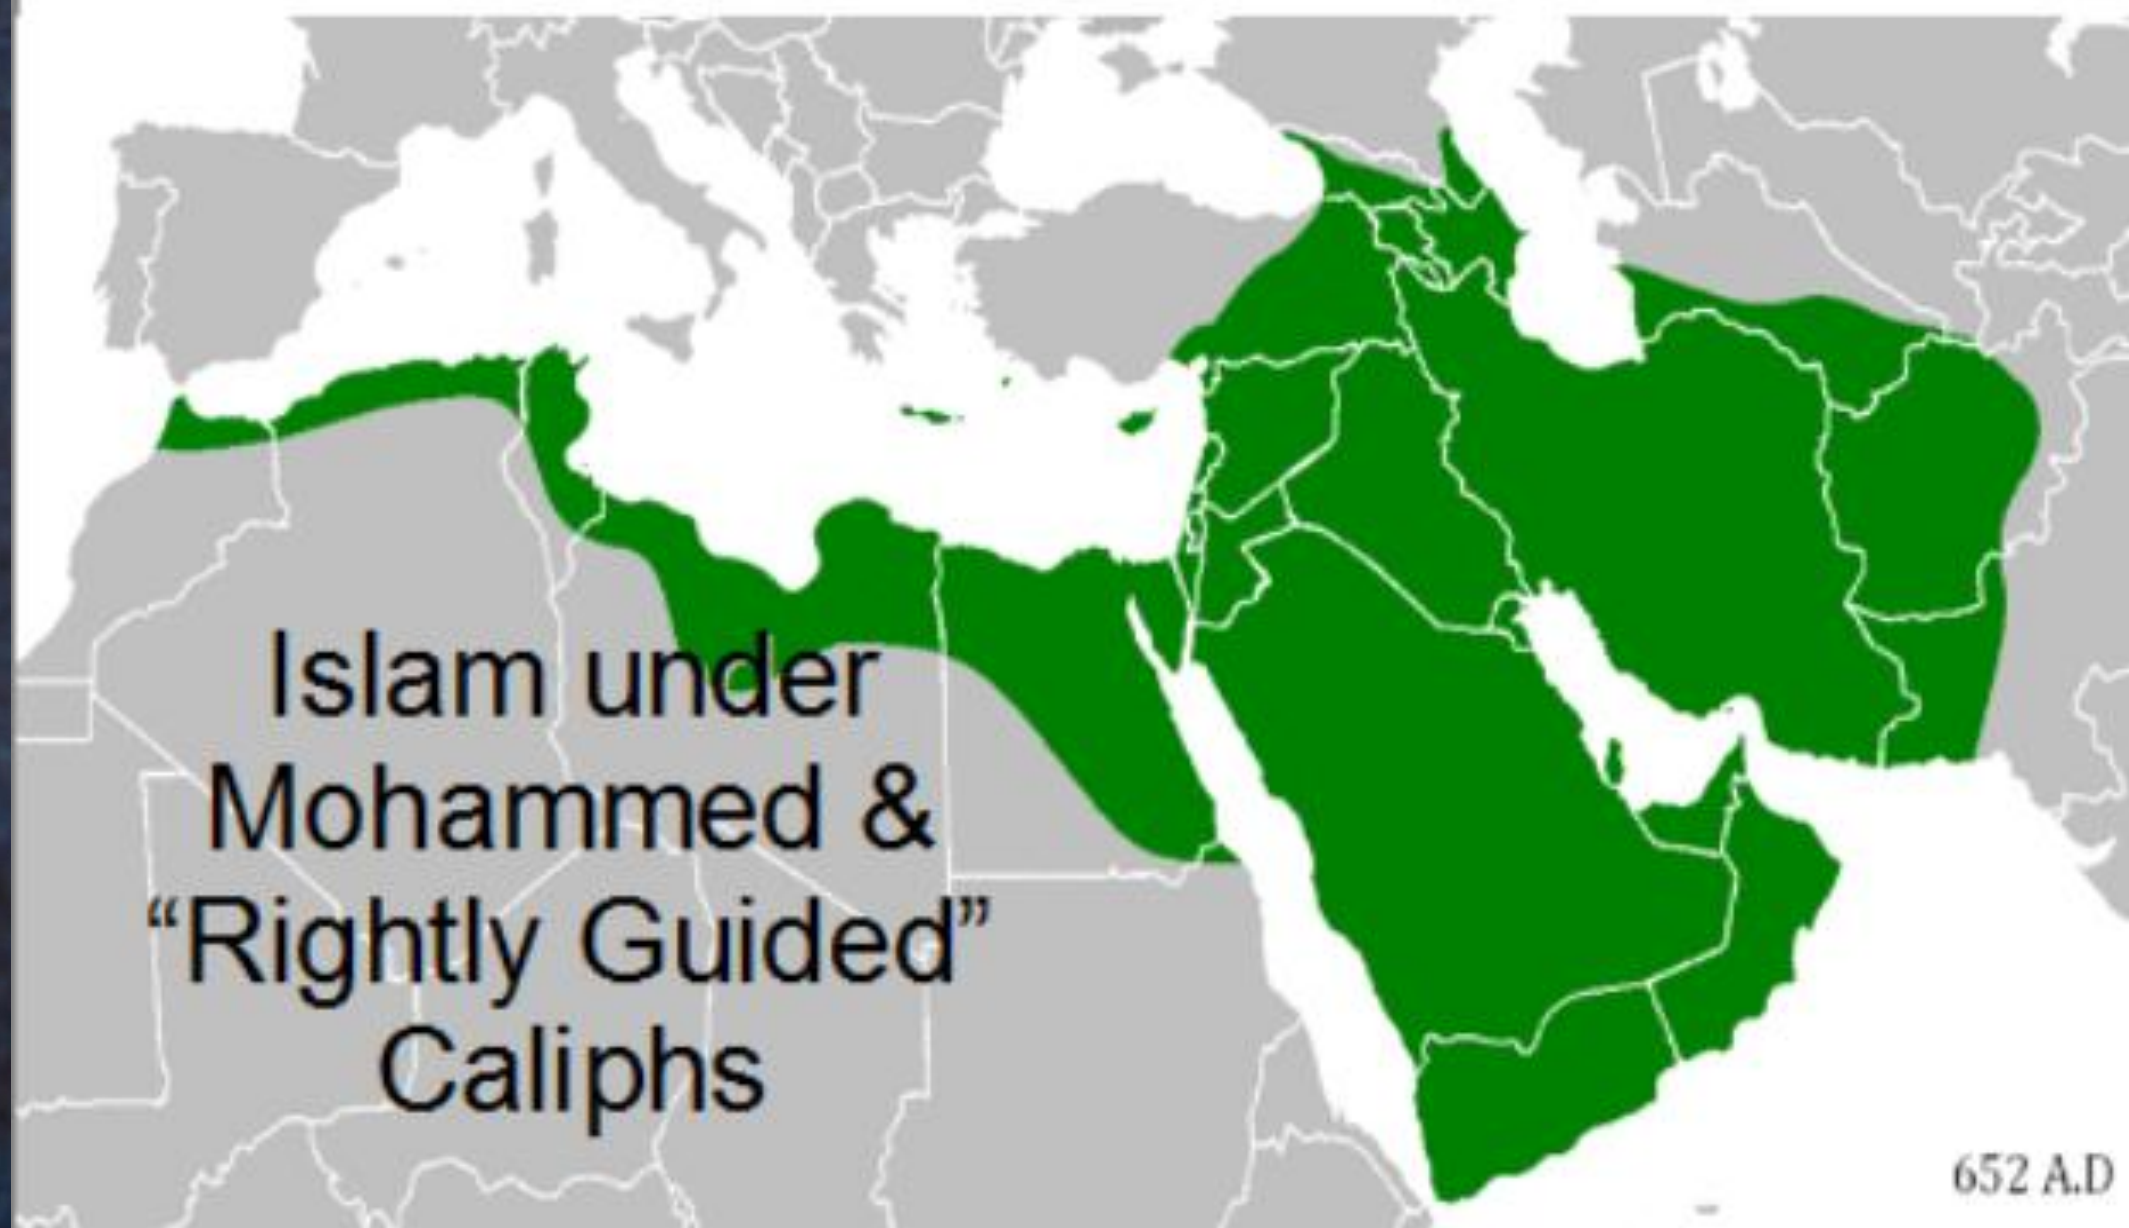 Islam under
Mohammed &
“Rightly Guided”
Caliphs
652 A.D